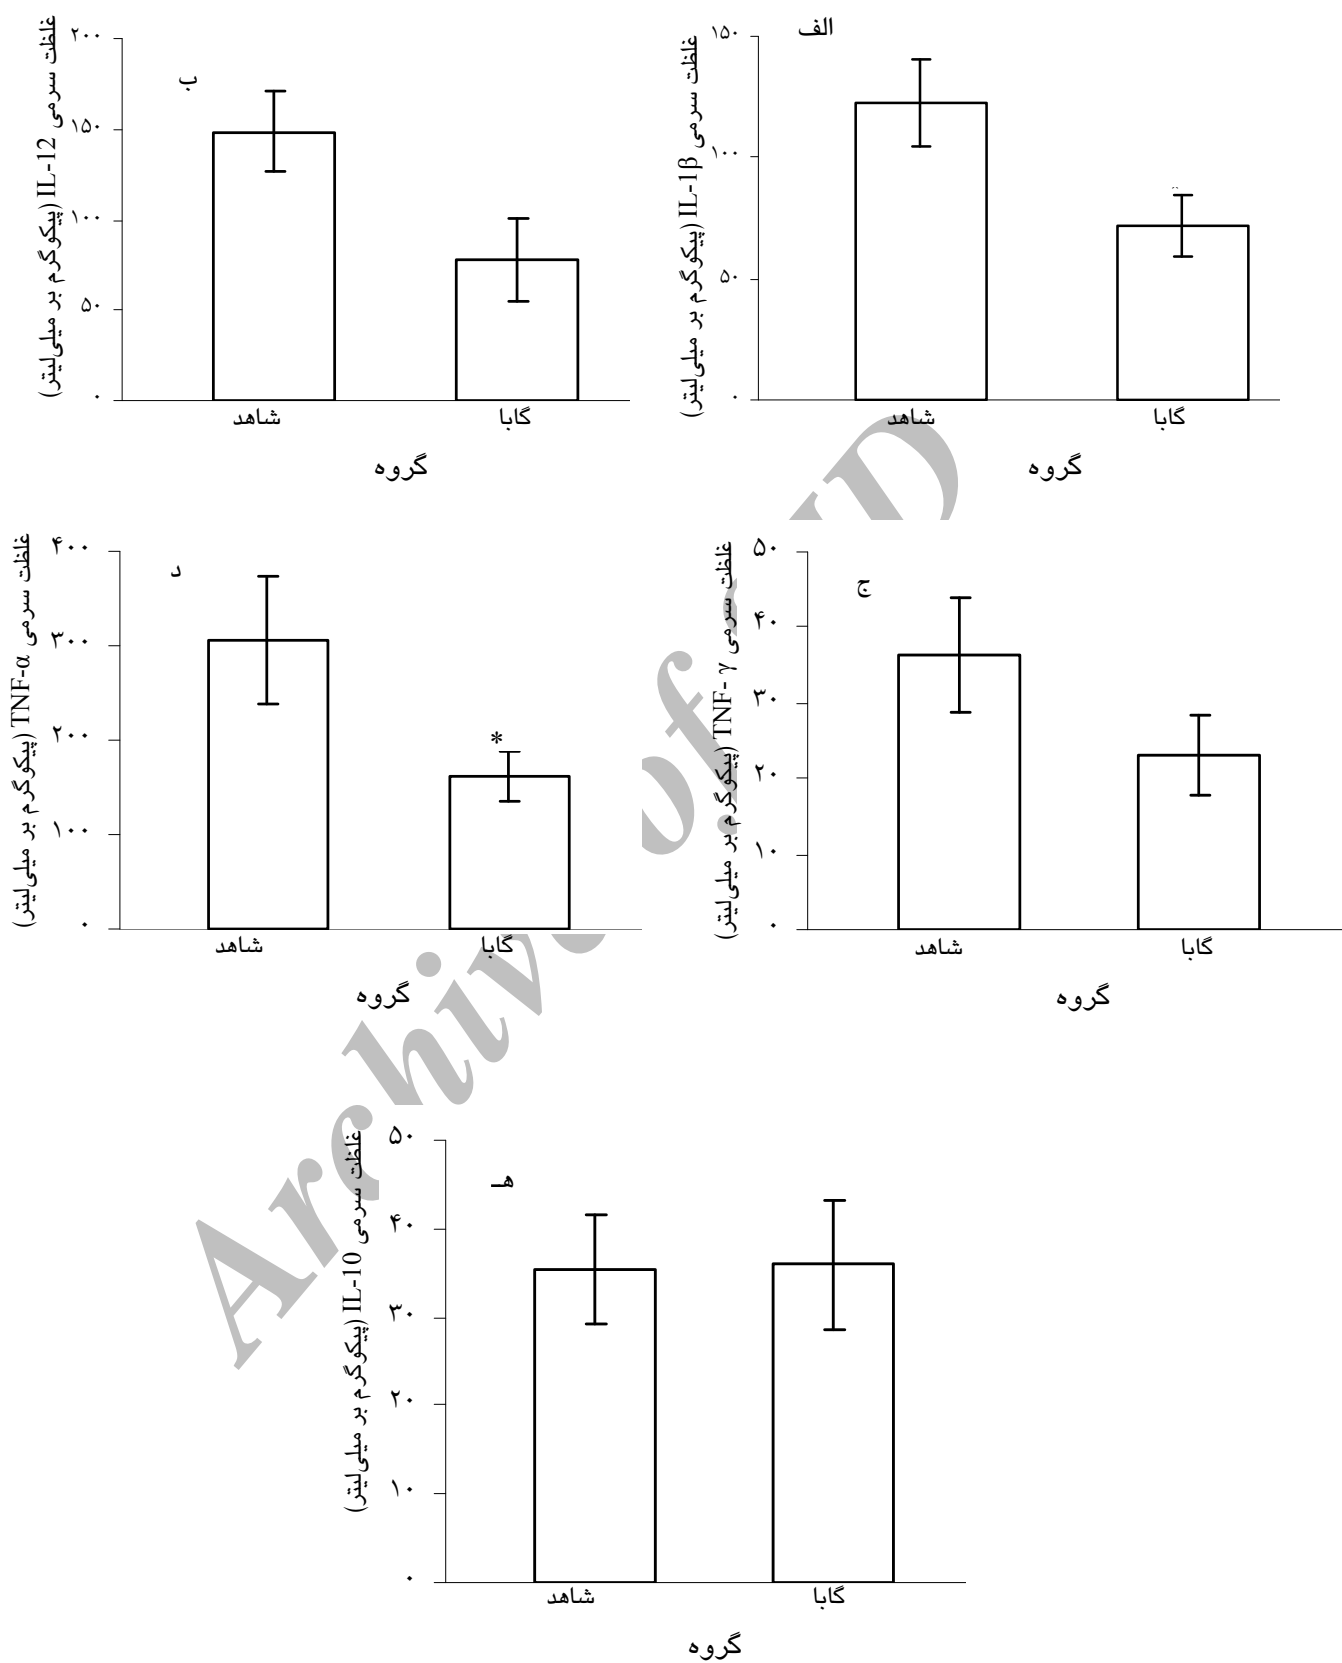 الف
غلظت سرمی IL-1β (پیکوگرم بر میلی‌لیتر)
۱۵۰
۱۰۰
۵۰
۰
*
شاهد
گابا
گروه
ب
غلظت سرمی IL-12 (پیکوگرم بر میلی‌لیتر)
۲۰۰
۱۵۰
۱۰۰
۵۰
۰
شاهد
گابا
گروه
ج
غلظت سرمی TNF- γ (پیکوگرم بر میلی‌لیتر)
۵۰
۴۰
۳۰
۲۰
۱۰
۰
شاهد
گابا
گروه
د
غلظت سرمی TNF-α (پیکوگرم بر میلی‌لیتر)
۴۰۰
۳۰۰
۲۰۰
۱۰۰
۰
*
شاهد
گابا
گروه
هـ
غلظت سرمی IL-10 (پیکوگرم بر میلی‌لیتر)
۵۰
۴۰
۳۰
۲۰
۱۰
۰
شاهد
گابا
گروه
Archive of